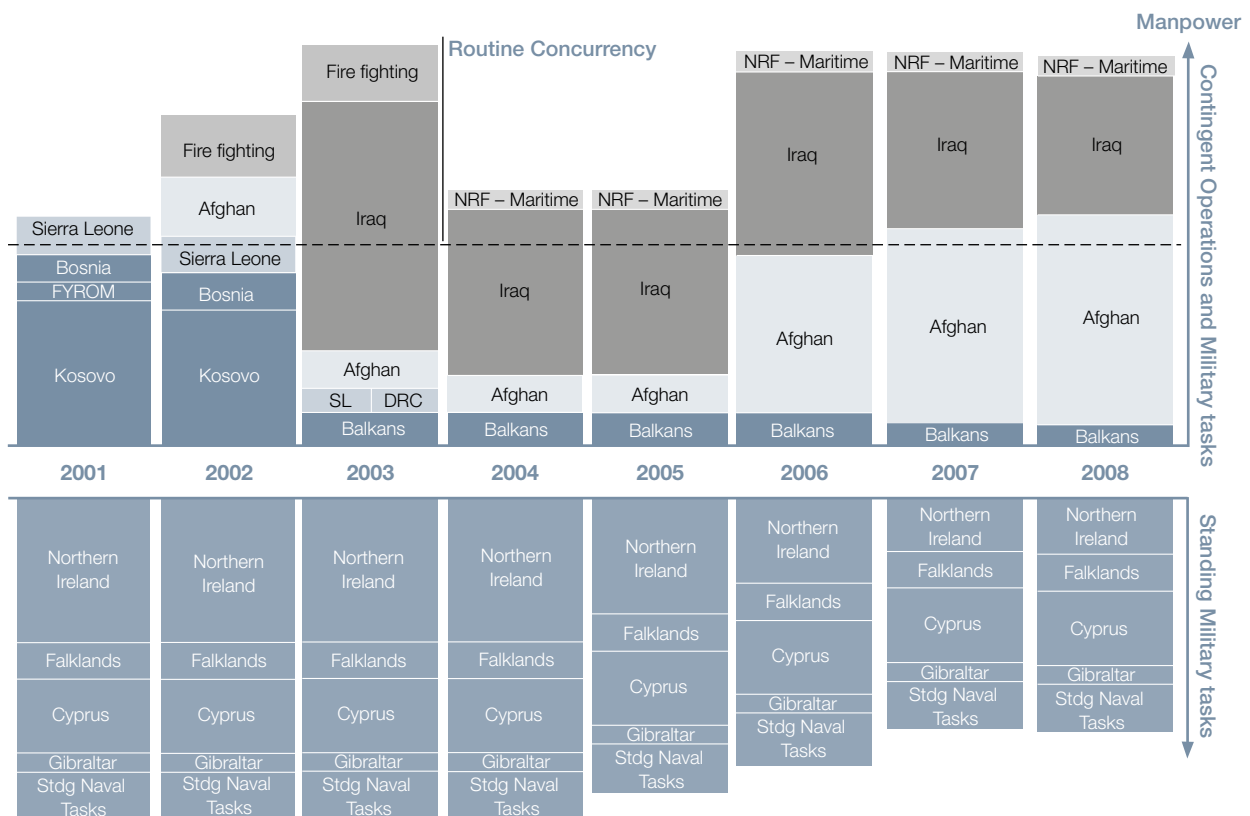 Manpower
Routine Concurrency
Contingent Operations and Military tasks
Sierra Leone
Bosnia
FYROM
Kosovo
Fire fighting
Afghan
Sierra Leone
Bosnia
Kosovo
Fire fighting
Iraq
Afghan
SL DRC
Balkans
NRF – Maritime
Iraq
Afghan
Balkans
NRF – Maritime
Iraq
Afghan
Balkans
NRF – Maritime
Iraq
Afghan
Balkans
NRF – Maritime
Iraq
Afghan
Balkans
NRF – Maritime
Iraq
Afghan
Balkans
2001 2002 2003 2004 2005 2006 2007 2008
Northern
Ireland
Falklands
Cyprus
Gibraltar
Stdg Naval
Tasks
Northern
Ireland
Falklands
Cyprus
Gibraltar
Stdg Naval
Tasks
Northern
Ireland
Falklands
Cyprus
Gibraltar
Stdg Naval
Tasks
Northern
Ireland
Falklands
Cyprus
Gibraltar
Stdg Naval
Tasks
Northern
Ireland
Falklands
Cyprus
Gibraltar
Stdg Naval
Tasks
Northern
Ireland
Falklands
Cyprus
Gibraltar
Stdg Naval
Tasks
Northern
Ireland
Falklands
Cyprus
Gibraltar
Stdg Naval
Tasks
Northern
Ireland
Falklands
Cyprus
Gibraltar
Stdg Naval
Tasks
Standing Military tasks